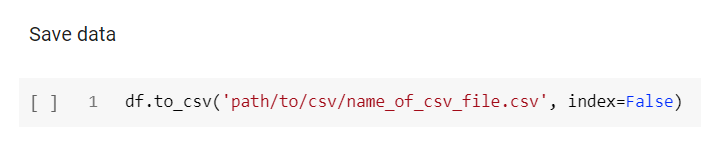 Save data
[ ] 1 df.to_csv('path/to/csv/name_of_csv_file.csv', index=False)